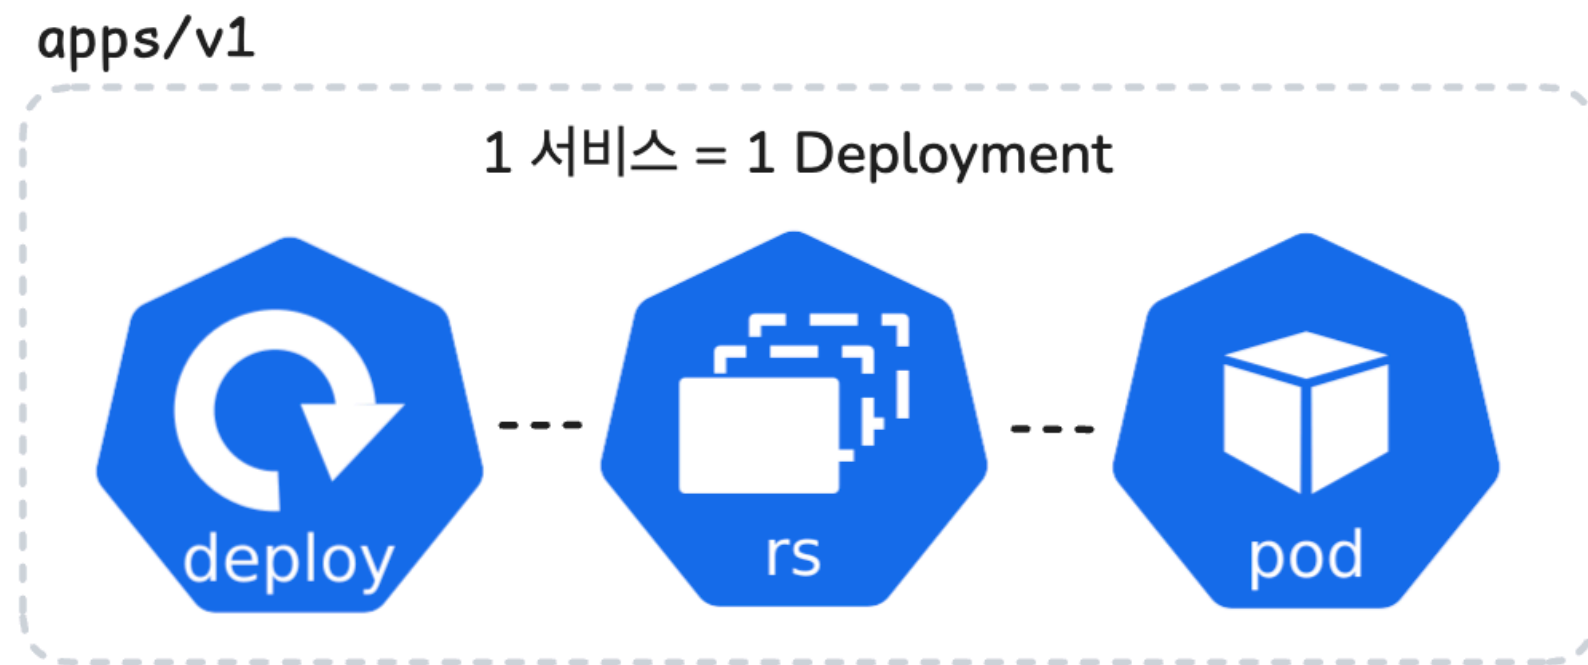 apps/v1
1 서비스 = 1 Deployment
deploy
rs
pod